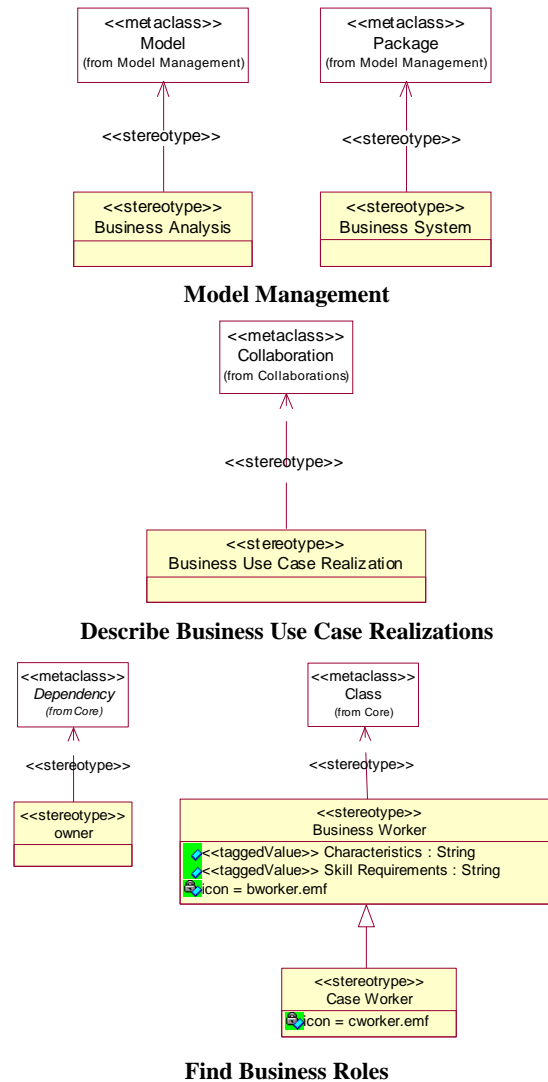 <<metaclass>>
Model
(from Model Management)
<<stereotype>>
<<stereotype>>
Business Analysis
<<metaclass>>
Package
(from Model Management)
<<stereotype>>
<<stereotype>>
Business System
Model Management
<<metaclass>>
Collaboration
(from Collaborations)
<<stereotype>>
<<stereotype>>
Business Use Case Realization
Describe Business Use Case Realizations
<<metaclass>>
Dependency
(from Core)
<<stereotype>>
<<stereotype>>
owner
<<metaclass>>
Class
(from Core)
<<stereotype>>
<<stereotype>>
Business Worker
<<taggedValue>> Characteristics : String
<<taggedValue>> Skill Requirements : String
icon = bworker.emf
<<stereotrype>>
Case Worker
icon = cworker.emf
Find Business Roles